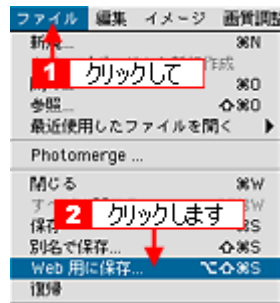 ファイル 編集 イメージ 画質調整
新規... ⌘N
1 クリックして
⌘O
参照... ⇧⌘O
最近使用したファイルを開く ▶
Photomerge ...
閉じる ⌘W
2 クリックします
保存 ⌘S
別名で保存... ⇧⌘S
Web 用に保存... ⌥⇧⌘S
復帰